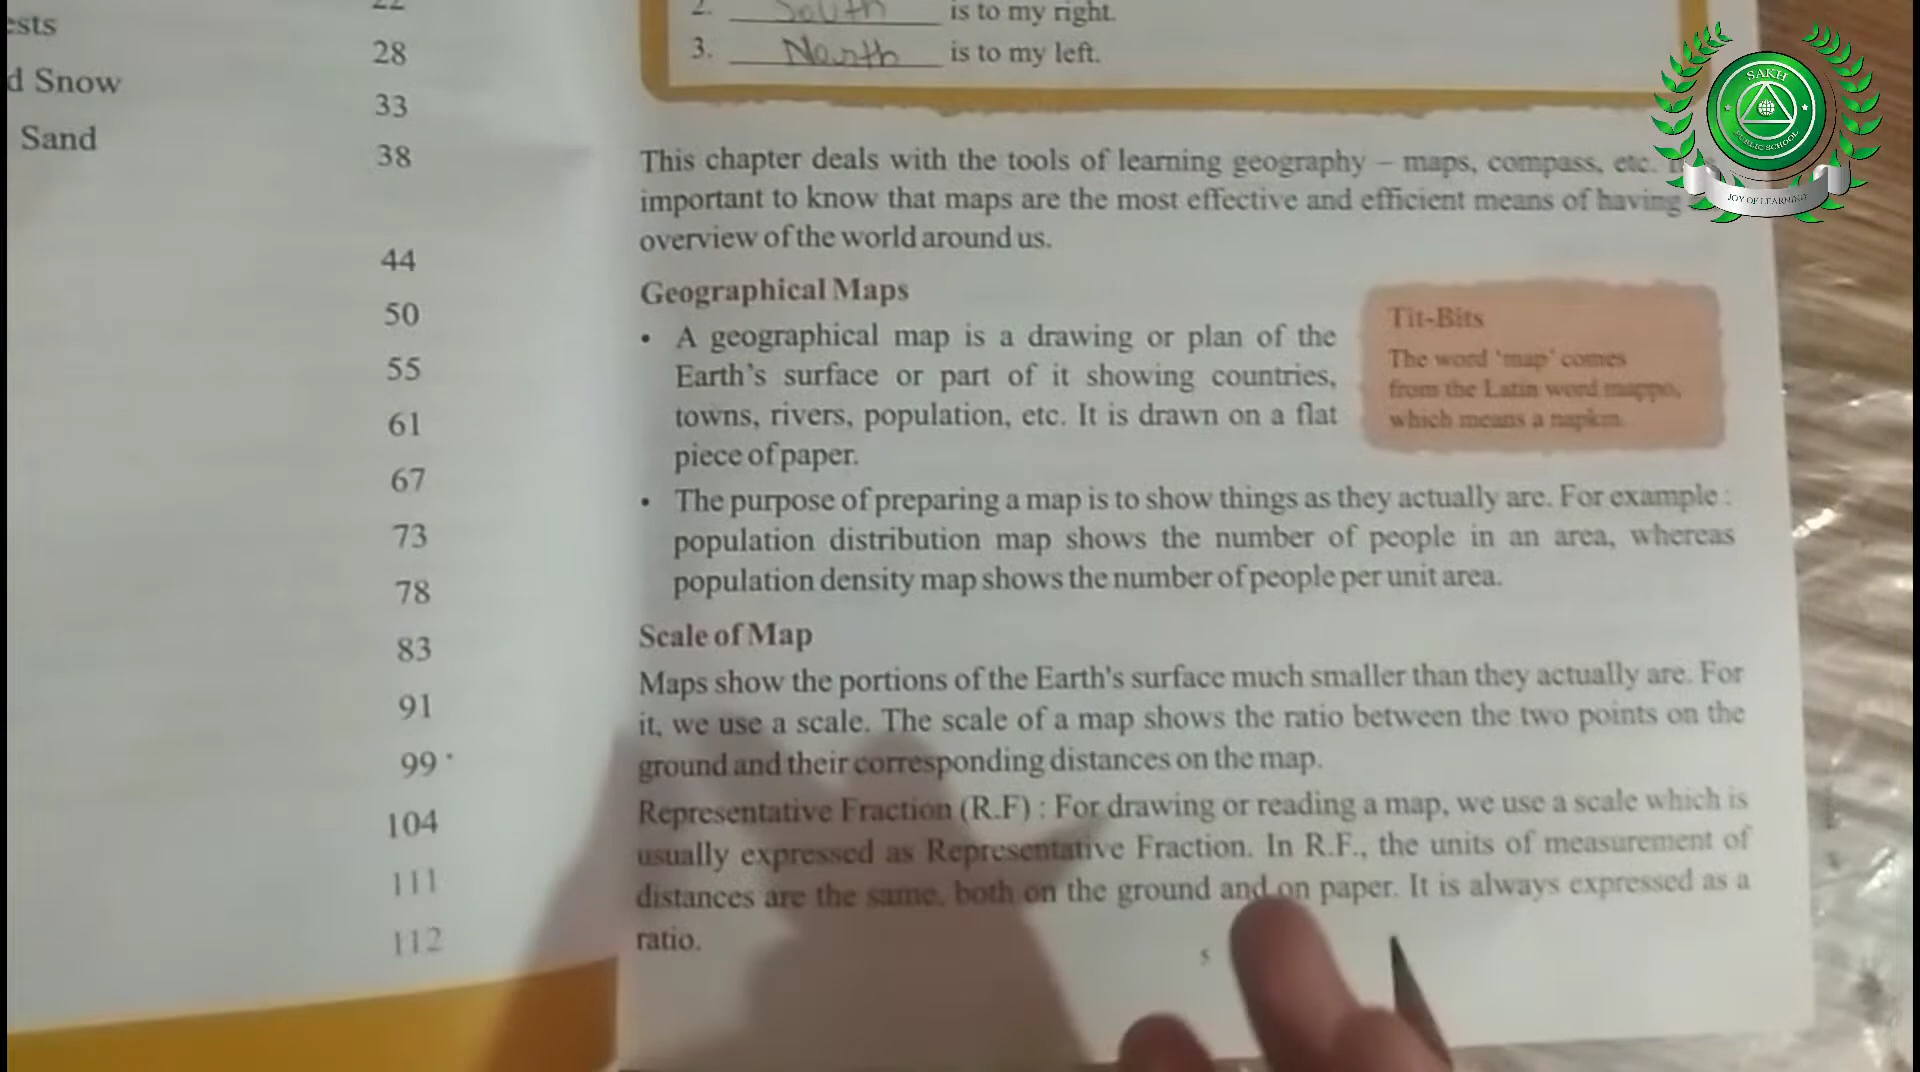 ests
28
d Snow
33
Sand
38
44
50
55
61
67
73
78
83
91
99
104
111
112
2. South is to my right.
3. North is to my left.
This chapter deals with the tools of learning geography – maps, compass, etc.
important to know that maps are the most effective and efficient means of having
overview of the world around us.
Geographical Maps
• A geographical map is a drawing or plan of the
Earth's surface or part of it showing countries,
towns, rivers, population, etc. It is drawn on a flat
piece of paper.
Tit-Bits
The word 'map' comes
from the Latin word mappo,
which means a napkin.
• The purpose of preparing a map is to show things as they actually are. For example :
population distribution map shows the number of people in an area, whereas
population density map shows the number of people per unit area.
Scale of Map
Maps show the portions of the Earth's surface much smaller than they actually are. For
it, we use a scale. The scale of a map shows the ratio between the two points on the
ground and their corresponding distances on the map.
Representative Fraction (R.F) : For drawing or reading a map, we use a scale which is
usually expressed as Representative Fraction. In R.F., the units of measurement of
distances are the same, both on the ground and on paper. It is always expressed as a
ratio.
5
SAKH
PUBLIC SCHOOL
JOY OF LEARNING